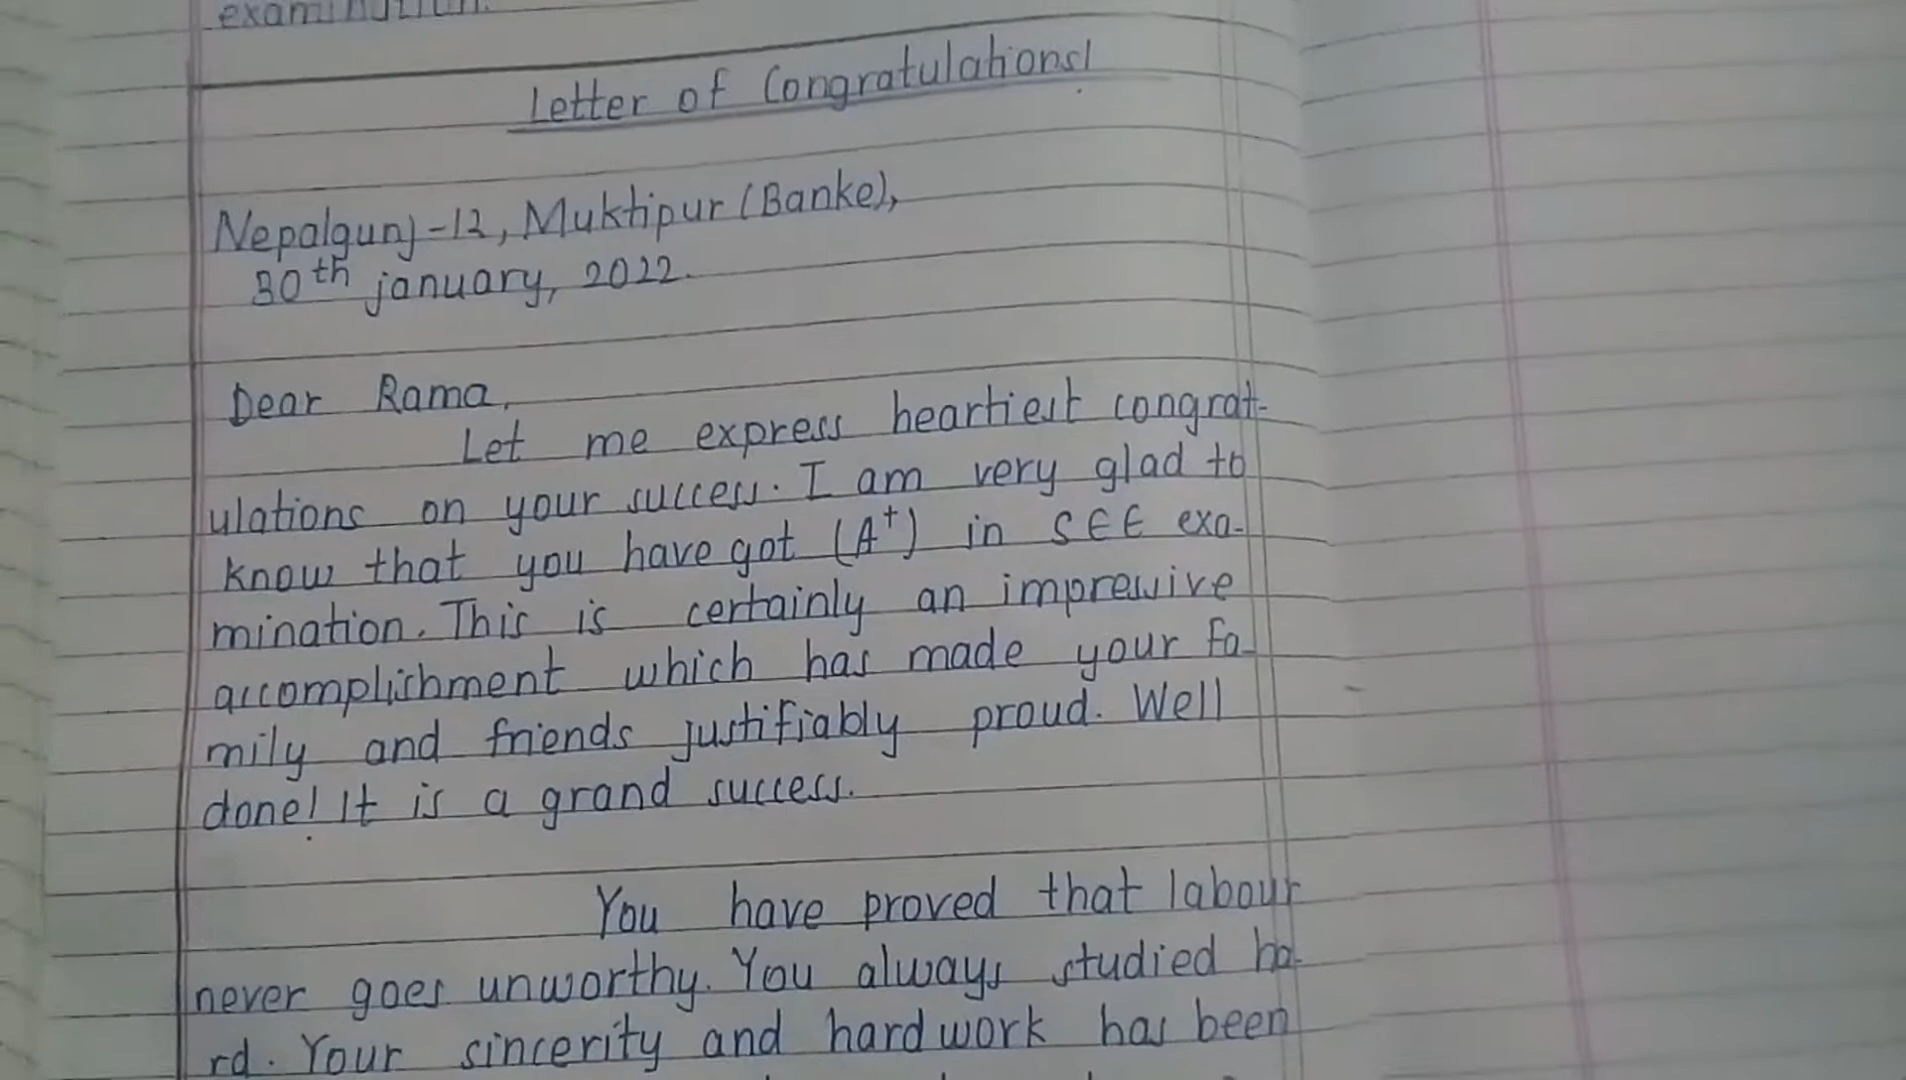 examination.
Letter of Congratulations!
Nepalgunj-12, Muktipur (Banke),
30th january, 2022.
Dear Rama,
Let me express heartiest congrat-
ulations on your success. I am very glad to
know that you have got (A+) in SEE exa-
mination. This is certainly an impressive
accomplishment which has made your fa-
mily and friends justifiably proud. Well
done! It is a grand success.
You have proved that labour
never goes unworthy. You always studied ha-
rd. Your sincerity and hard work has been